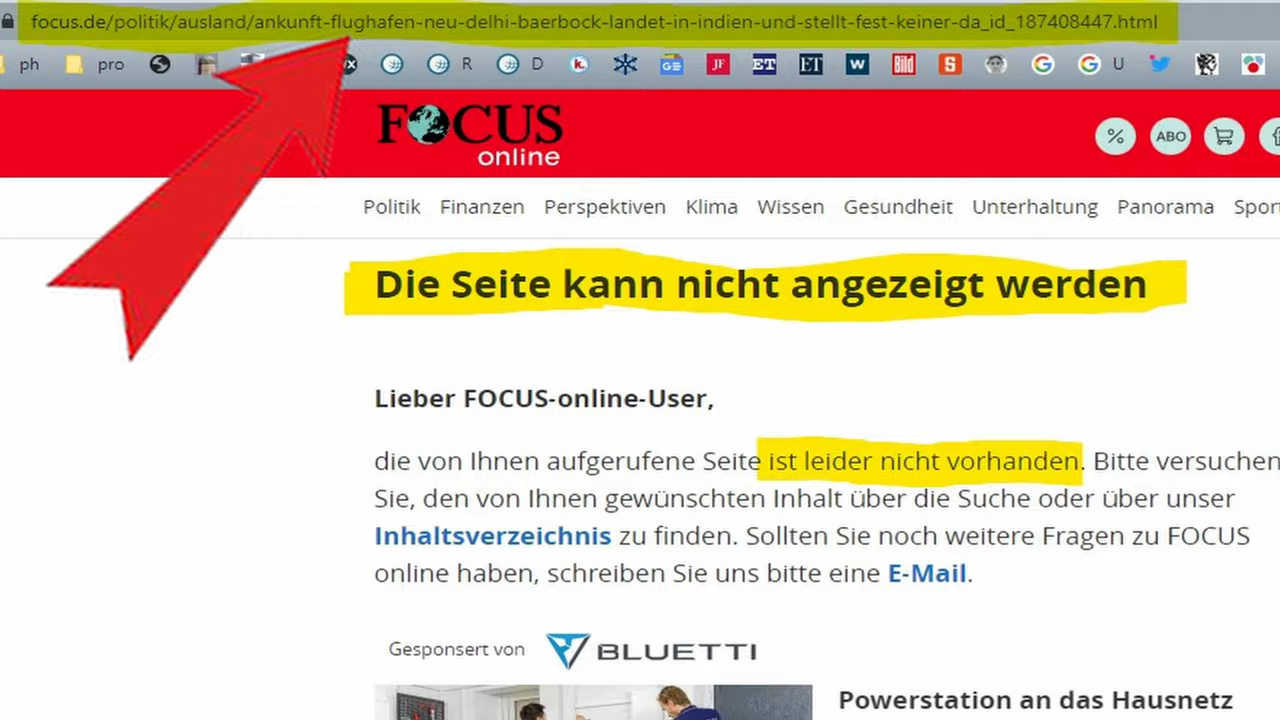 focus.de/politik/ausland/ankunft-flughafen-neu-delhi-baerbock-landet-in-indien-und-stellt-fest-keiner-da_id_187408447.html
ph pro R D K. GE JF ET ET W Bild S G G U
FOCUS
online
% ABO
Politik Finanzen Perspektiven Klima Wissen Gesundheit Unterhaltung Panorama Spor
Die Seite kann nicht angezeigt werden
Lieber FOCUS-online-User,
die von Ihnen aufgerufene Seite ist leider nicht vorhanden. Bitte versuchen
Sie, den von Ihnen gewünschten Inhalt über die Suche oder über unser
Inhaltsverzeichnis zu finden. Sollten Sie noch weitere Fragen zu FOCUS
online haben, schreiben Sie uns bitte eine E-Mail.
Gesponsert von BLUETTI
Powerstation an das Hausnetz